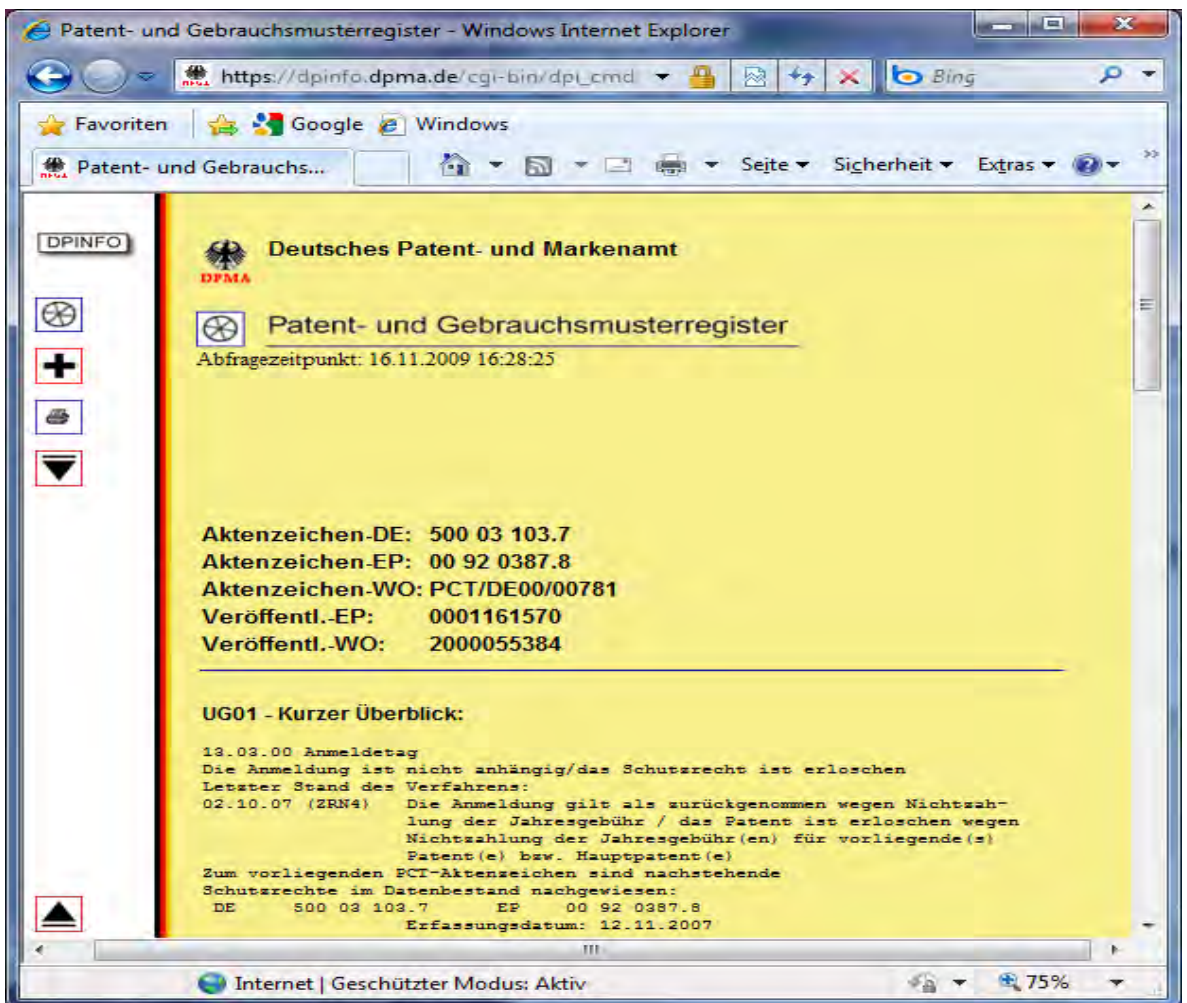 Patent- und Gebrauchsmusterregister - Windows Internet Explorer
https://dpinfo.dpma.de/cgi-bin/dpi_cmd
Bing
Favoriten Google Windows
Patent- und Gebrauchs... Seite Sicherheit Extras
DPINFO
Deutsches Patent- und Markenamt
DPMA
Patent- und Gebrauchsmusterregister
Abfragezeitpunkt: 16.11.2009 16:28:25
Aktenzeichen-DE: 500 03 103.7
Aktenzeichen-EP: 00 92 0387.8
Aktenzeichen-WO: PCT/DE00/00781
Veröffentl.-EP: 0001161570
Veröffentl.-WO: 2000055384
UG01 - Kurzer Überblick:
13.03.00 Anmeldetag
Die Anmeldung ist nicht anhängig/das Schutzrecht ist erloschen
Letzter Stand des Verfahrens:
02.10.07 (ZRN4) Die Anmeldung gilt als zurückgenommen wegen Nichtzah-
lung der Jahresgebühr / das Patent ist erloschen wegen
Nichtzahlung der Jahresgebühr(en) für vorliegende(s)
Patent(e) bzw. Hauptpatent(e)
Zum vorliegenden PCT-Aktenzeichen sind nachstehende
Schutzrechte im Datenbestand nachgewiesen:
DE 500 03 103.7 EP 00 92 0387.8
Erfassungsdatum: 12.11.2007
Internet | Geschützter Modus: Aktiv 75%